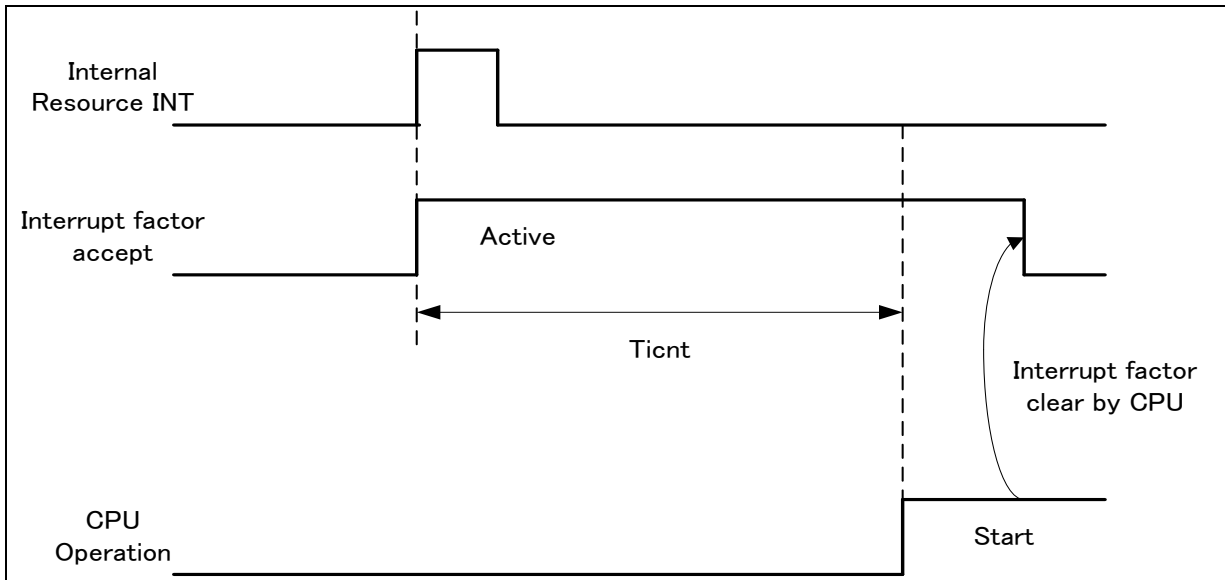 Internal
Resource INT
Interrupt factor
accept
Active
Ticnt
Interrupt factor
clear by CPU
CPU
Operation
Start